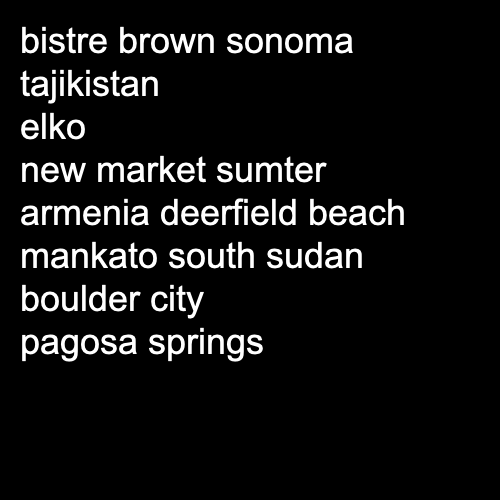 bistre brown sonoma
tajikistan
elko
new market sumter
armenia deerfield beach
mankato south sudan
boulder city
pagosa springs